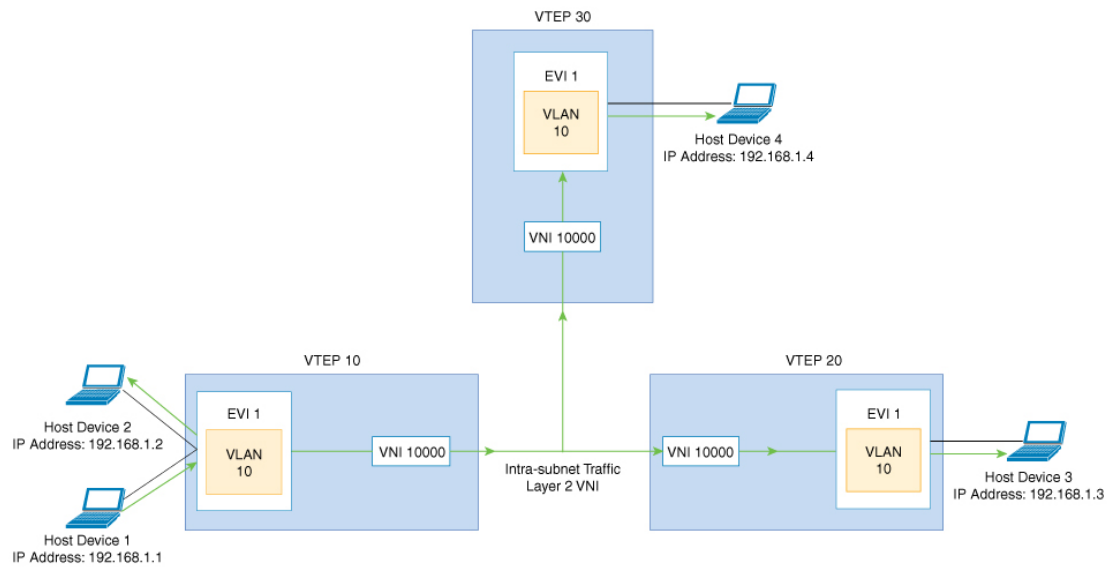 VTEP 30
EVI 1
VLAN
10
Host Device 4
IP Address: 192.168.1.4
VNI 10000
VTEP 10
VTEP 20
Host Device 2
IP Address: 192.168.1.2
EVI 1
VLAN
10
VNI 10000
Intra-subnet Traffic
Layer 2 VNI
VNI 10000
EVI 1
VLAN
10
Host Device 3
IP Address: 192.168.1.3
Host Device 1
IP Address: 192.168.1.1